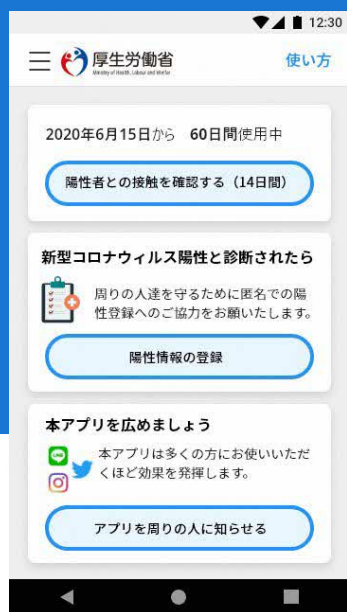 12:30
厚生労働省
Ministry of Health, Labour and Welfar
使い方
2020年6月15日から 60日間使用中
陽性者との接触を確認する（14日間）
新型コロナウィルス陽性と診断されたら
周りの人達を守るために匿名での陽
性登録へのご協力をお願いいたします。
陽性情報の登録
本アプリを広めましょう
本アプリは多くの方にお使いいただ
くほど効果を発揮します。
アプリを周りの人に知らせる
LINE